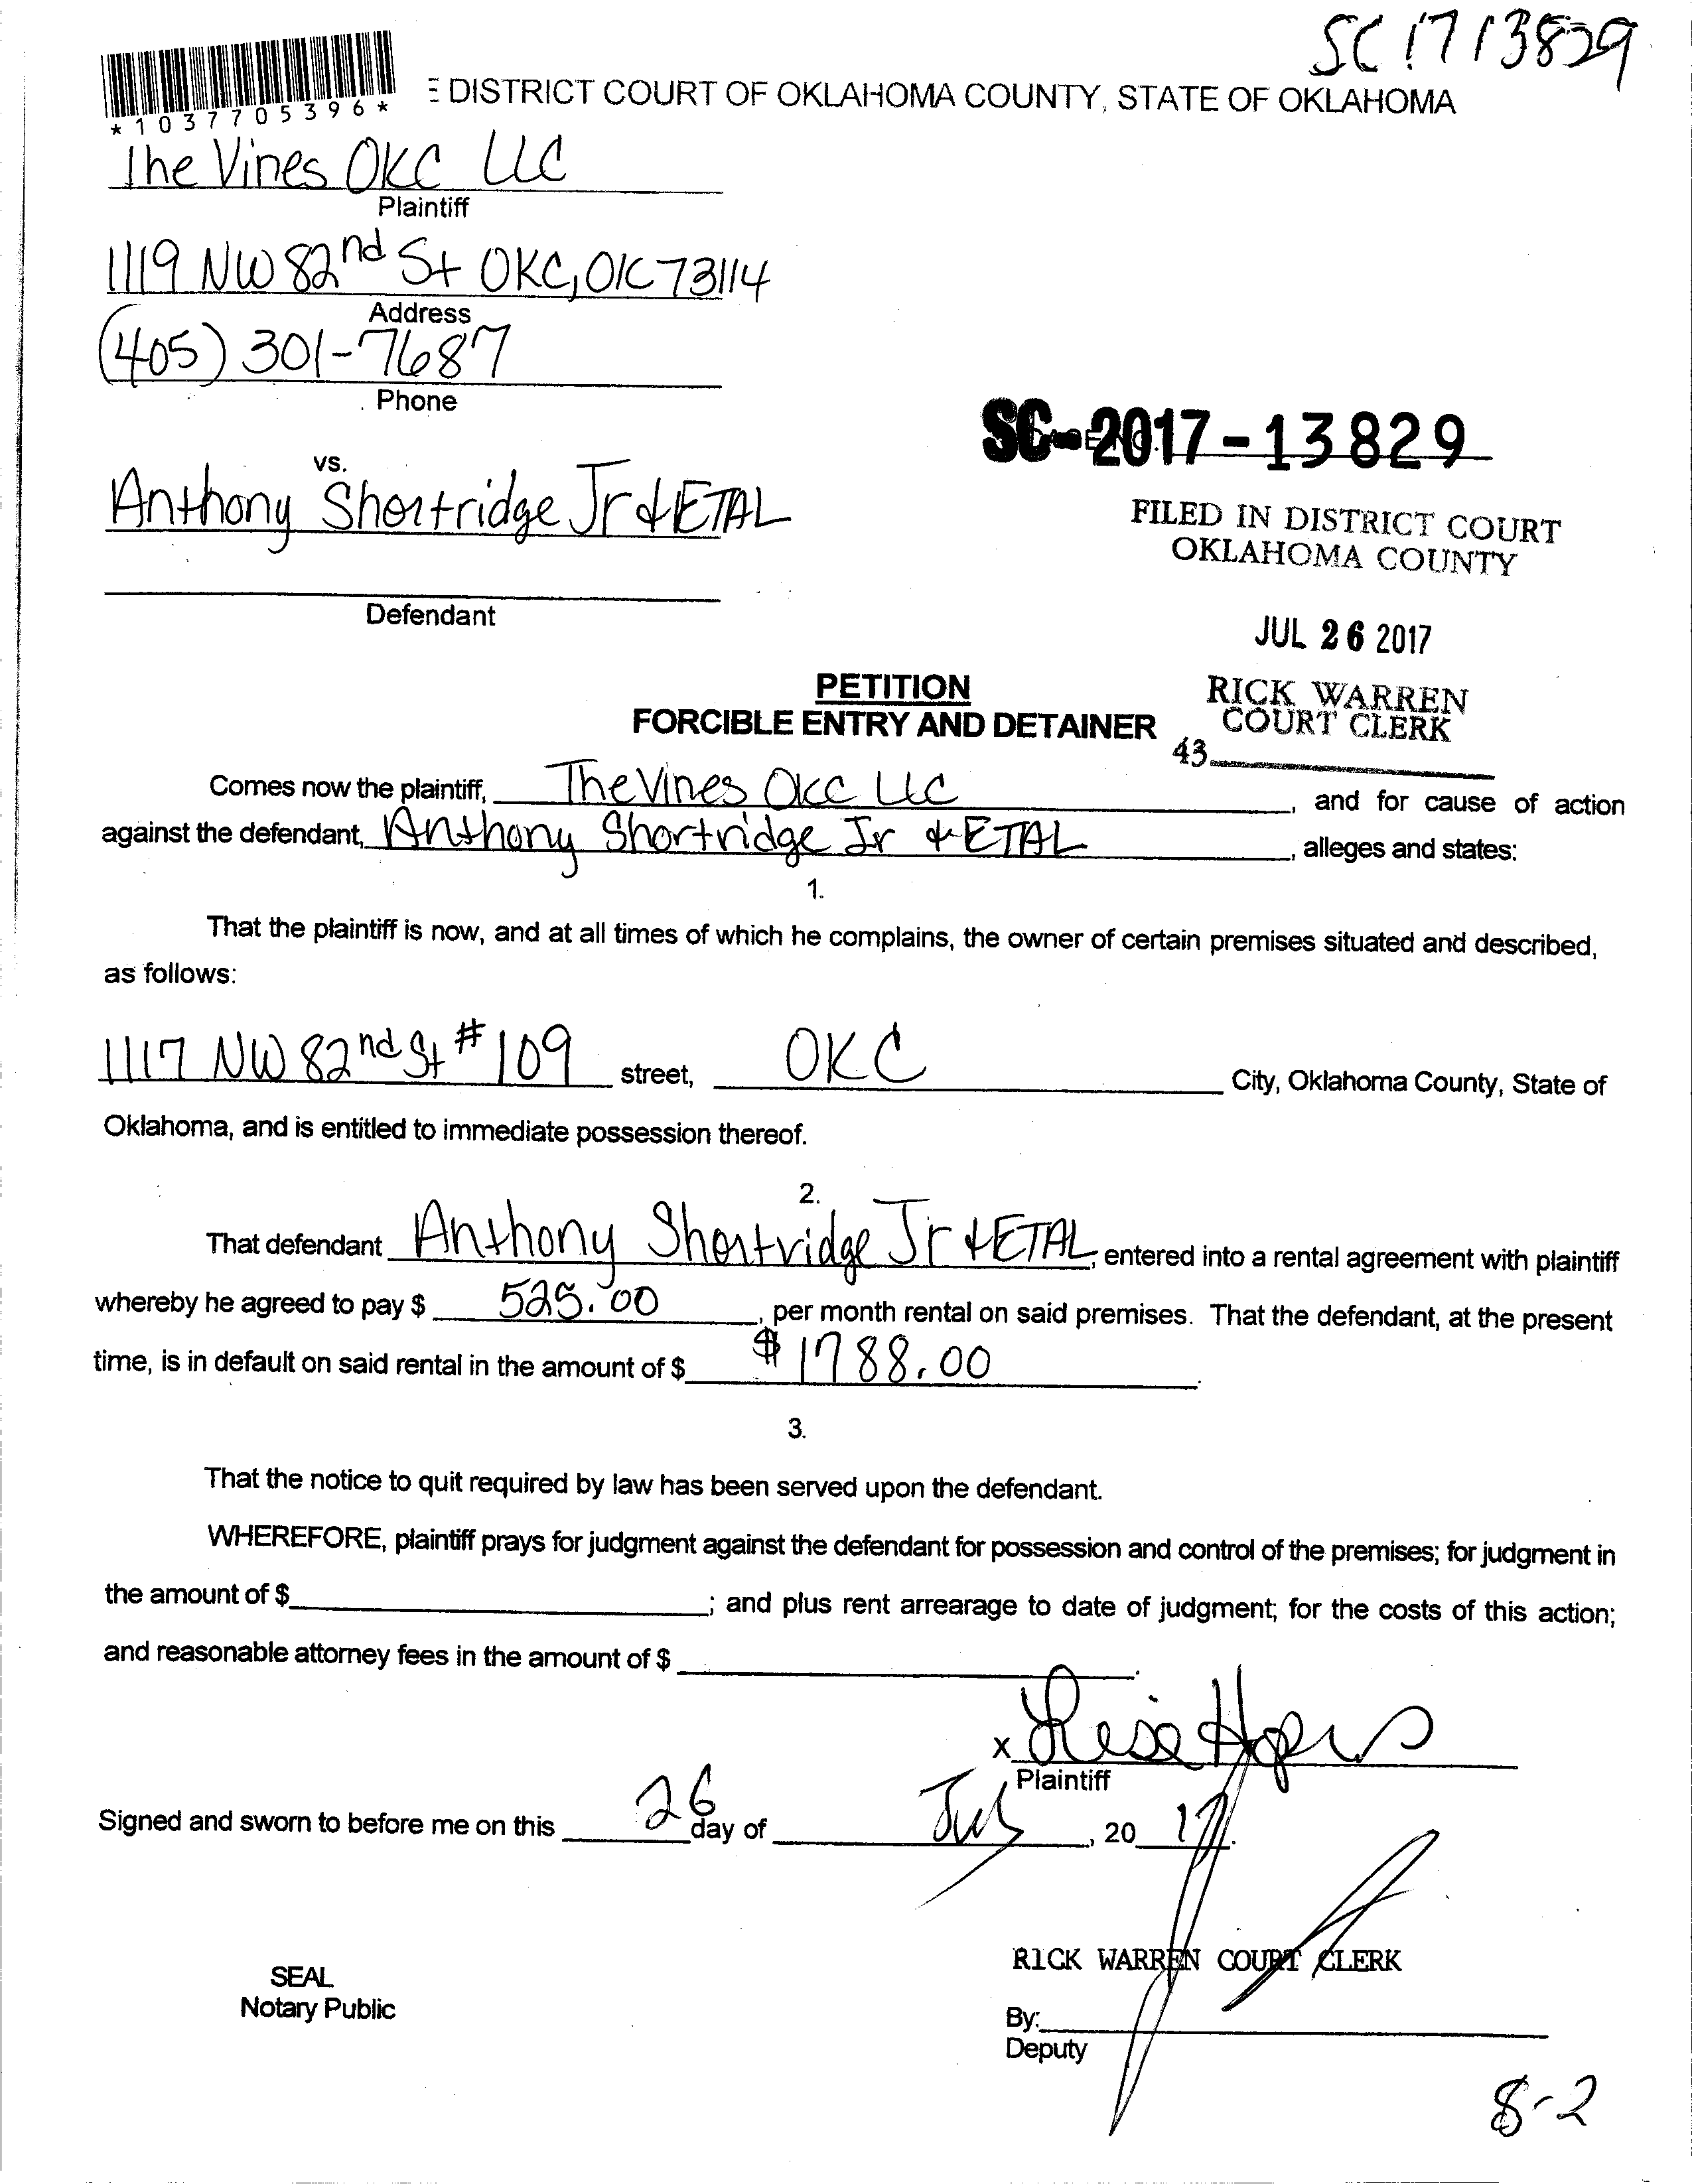 SC 17 13829
*1037705396*
E DISTRICT COURT OF OKLAHOMA COUNTY, STATE OF OKLAHOMA
The Vines OKC LLC
Plaintiff
1119 NW 82nd St OKC, OK 73114
Address
(405) 301-7687
Phone
SC-2017-13829
vs.
Anthony Shortridge Jr & ETAL
FILED IN DISTRICT COURT
OKLAHOMA COUNTY
Defendant
JUL 26 2017
PETITION
FORCIBLE ENTRY AND DETAINER
RICK WARREN
COURT CLERK
43
Comes now the plaintiff, The Vines OKC LLC, and for cause of action
against the defendant, Anthony Shortridge Jr & ETAL, alleges and states:
1.
That the plaintiff is now, and at all times of which he complains, the owner of certain premises situated and described,
as follows:
1117 NW 82nd St # 109 street, OKC City, Oklahoma County, State of
Oklahoma, and is entitled to immediate possession thereof.
2.
That defendant Anthony Shortridge Jr & ETAL, entered into a rental agreement with plaintiff
whereby he agreed to pay $ 525.00, per month rental on said premises. That the defendant, at the present
time, is in default on said rental in the amount of $ $1788.00.
3.
That the notice to quit required by law has been served upon the defendant.
WHEREFORE, plaintiff prays for judgment against the defendant for possession and control of the premises; for judgment in
the amount of $ ; and plus rent arrearage to date of judgment; for the costs of this action;
and reasonable attorney fees in the amount of $ .
X
Plaintiff
Signed and sworn to before me on this 26 day of July, 20 17.
RICK WARREN COURT CLERK
SEAL
Notary Public
By:
Deputy
8-2